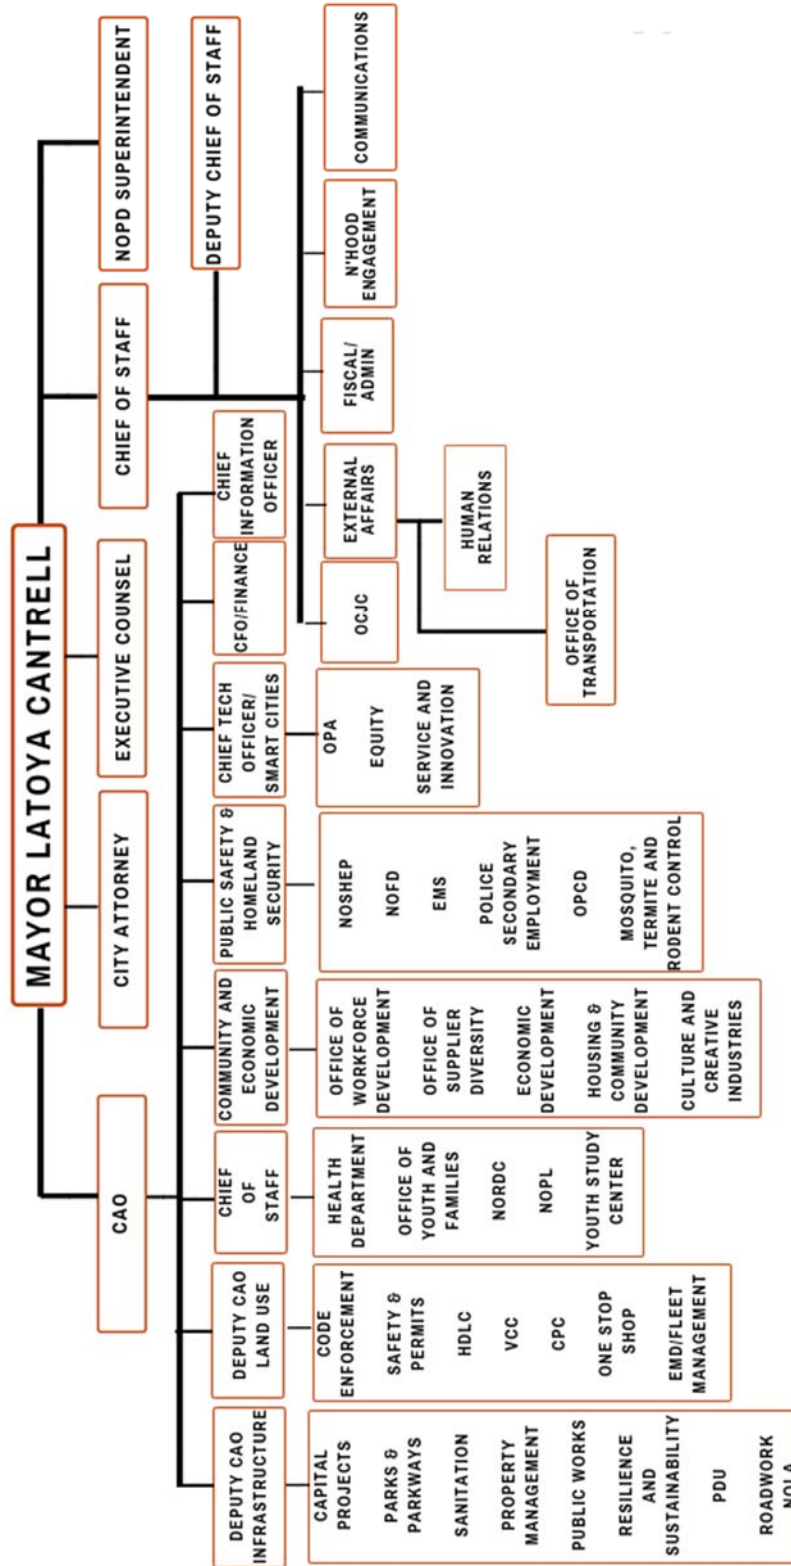 MAYOR LATOYA CANTRELL
CAO
CITY ATTORNEY
EXECUTIVE COUNSEL
CHIEF OF STAFF
NOPD SUPERINTENDENT
DEPUTY CHIEF OF STAFF
DEPUTY CAO
INFRASTRUCTURE
DEPUTY CAO
LAND USE
CHIEF
OF
STAFF
COMMUNITY AND
ECONOMIC
DEVELOPMENT
PUBLIC SAFETY &
HOMELAND
SECURITY
CHIEF TECH
OFFICER/
SMART CITIES
CFO/FINANCE
CHIEF
INFORMATION
OFFICER
CAPITAL
PROJECTS
PARKS &
PARKWAYS
SANITATION
PROPERTY
MANAGEMENT
PUBLIC WORKS
RESILIENCE
AND
SUSTAINABILITY
PDU
ROADWORK
NOLA
CODE
ENFORCEMENT
SAFETY &
PERMITS
HDLC
VCC
CPC
ONE STOP
SHOP
EMD/FLEET
MANAGEMENT
HEALTH
DEPARTMENT
OFFICE OF
YOUTH AND
FAMILIES
NORDC
NOPL
YOUTH STUDY
CENTER
OFFICE OF
WORKFORCE
DEVELOPMENT
OFFICE OF
SUPPLIER
DIVERSITY
ECONOMIC
DEVELOPMENT
HOUSING &
COMMUNITY
DEVELOPMENT
CULTURE AND
CREATIVE
INDUSTRIES
NOSHEP
NOFD
EMS
POLICE
SECONDARY
EMPLOYMENT
OPCD
MOSQUITO,
TERMITE AND
RODENT CONTROL
OPA
EQUITY
SERVICE AND
INNOVATION
OCJC
EXTERNAL
AFFAIRS
FISCAL/
ADMIN
N'HOOD
ENGAGEMENT
COMMUNICATIONS
HUMAN
RELATIONS
OFFICE OF
TRANSPORTATION